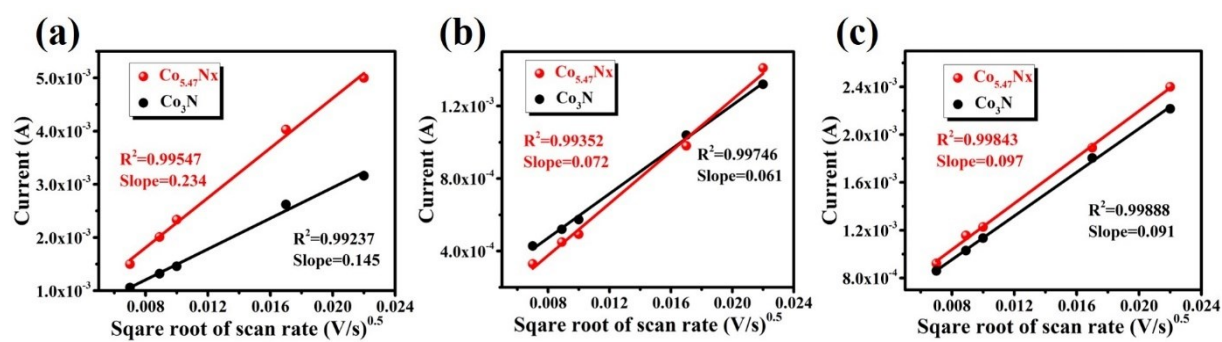 (a)
Co5.47Nx
Co3N
5.0x10-3
4.0x10-3
3.0x10-3
2.0x10-3
1.0x10-3
R2=0.99547
Slope=0.234
R2=0.99237
Slope=0.145
Current (A)
0.008 0.012 0.016 0.020 0.024
Sqare root of scan rate (V/s)0.5
(b)
Co5.47Nx
Co3N
1.2x10-3
8.0x10-4
4.0x10-4
R2=0.99352
Slope=0.072
R2=0.99746
Slope=0.061
Current (A)
0.008 0.012 0.016 0.020 0.024
Sqare root of scan rate (V/s)0.5
(c)
Co5.47Nx
Co3N
2.4x10-3
2.0x10-3
1.6x10-3
1.2x10-3
8.0x10-4
R2=0.99843
Slope=0.097
R2=0.99888
Slope=0.091
Current (A)
0.008 0.012 0.016 0.020 0.024
Sqare root of scan rate (V/s)0.5